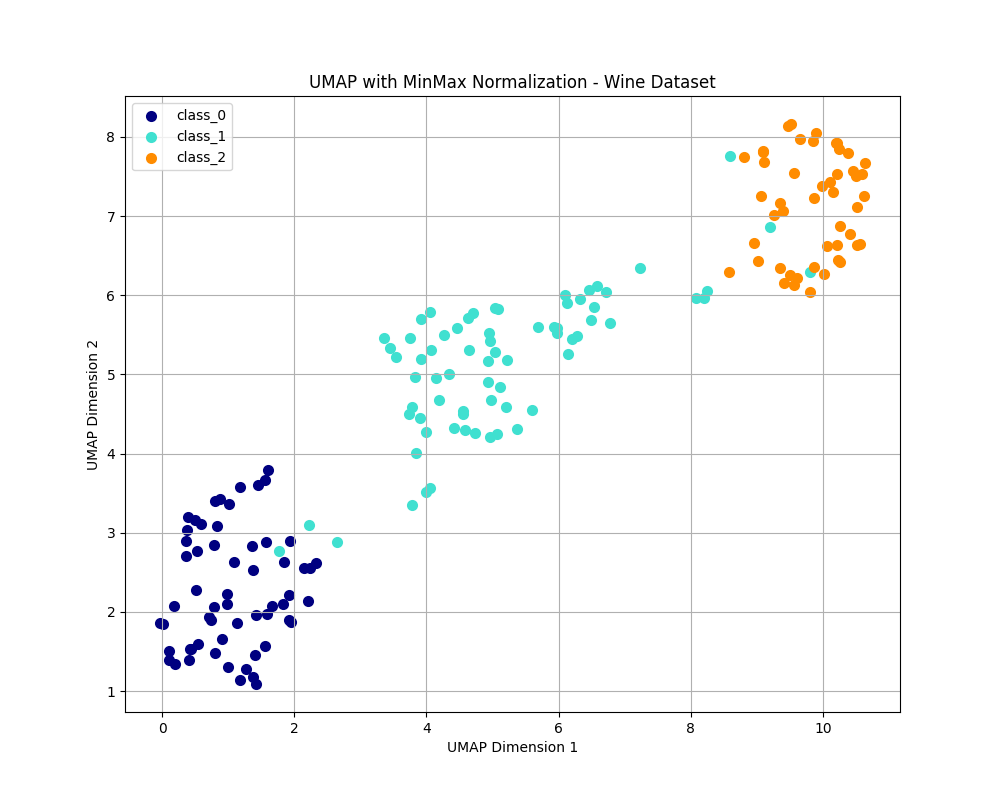 UMAP with MinMax Normalization - Wine Dataset
class_0
class_1
class_2
8
7
6
5
4
3
2
1
UMAP Dimension 2
0
2
4
6
8
10
UMAP Dimension 1